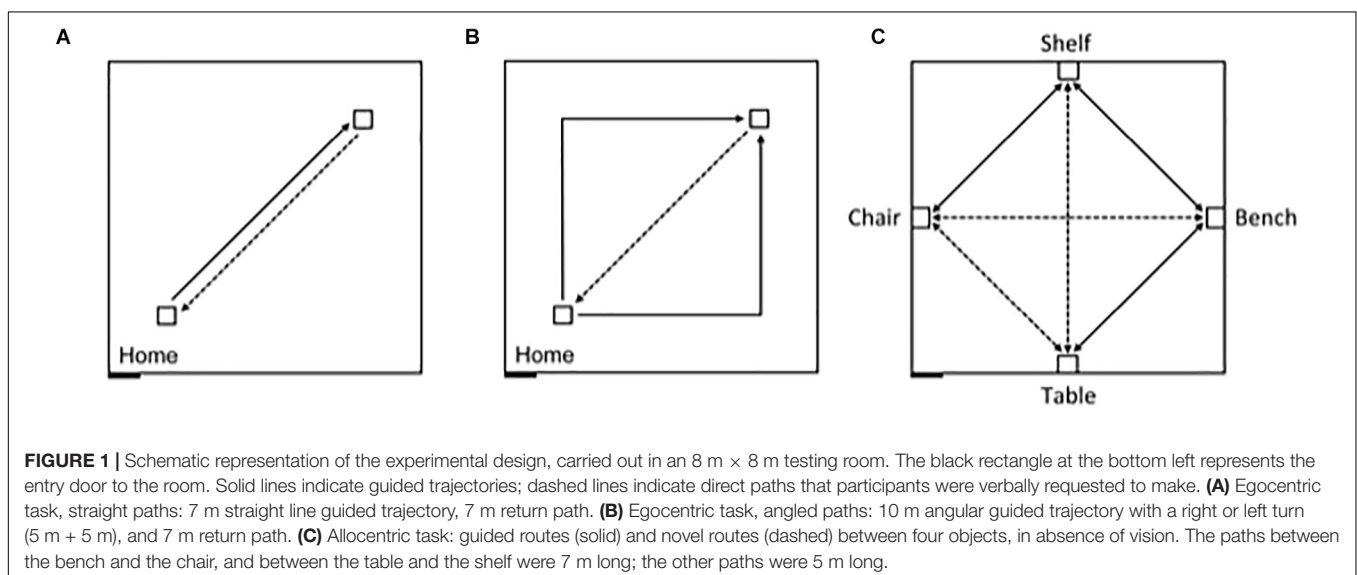 A
B
C
Shelf
Chair
Bench
Home
Home
Table
FIGURE 1 | Schematic representation of the experimental design, carried out in an 8 m × 8 m testing room. The black rectangle at the bottom left represents the
entry door to the room. Solid lines indicate guided trajectories; dashed lines indicate direct paths that participants were verbally requested to make. (A) Egocentric
task, straight paths: 7 m straight line guided trajectory, 7 m return path. (B) Egocentric task, angled paths: 10 m angular guided trajectory with a right or left turn
(5 m + 5 m), and 7 m return path. (C) Allocentric task: guided routes (solid) and novel routes (dashed) between four objects, in absence of vision. The paths between
the bench and the chair, and between the table and the shelf were 7 m long; the other paths were 5 m long.